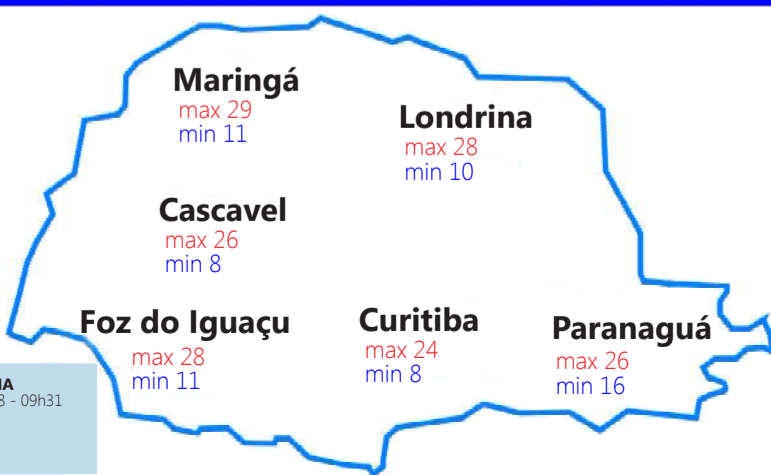 Maringá
max 29
min 11
Londrina
max 28
min 10
Cascavel
max 26
min 8
Foz do Iguaçu
max 28
min 11
Curitiba
max 24
min 8
Paranaguá
max 26
min 16
- 09h31